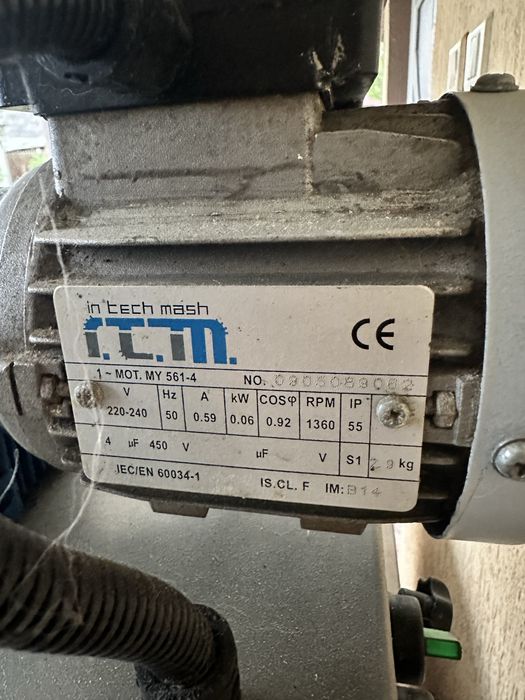 in tech mash
i.t.m.
1~ MOT. MY 561-4 NO. 0905089082
V Hz A kW COSφ RPM IP
220-240 50 0.59 0.06 0.92 1360 55
4 µF 450 V µF V S1 kg
IEC/EN 60034-1 IS.CL. F IM: B14
CE